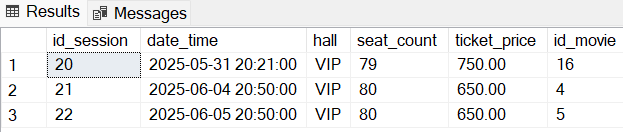 Results Messages
id_session date_time hall seat_count ticket_price id_movie
1 20 2025-05-31 20:21:00 VIP 79 750.00 16
2 21 2025-06-04 20:50:00 VIP 80 650.00 4
3 22 2025-06-05 20:50:00 VIP 80 650.00 5